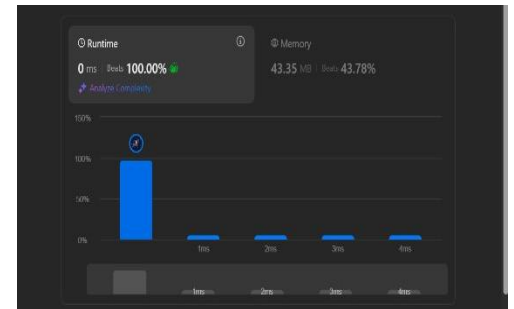 Runtime
0 ms Beats 100.00%
Analyze Complexity
Memory
43.35 MB Beats 43.78%
150%
100%
50%
0%
1ms 2ms 3ms 4ms
1ms 2ms 3ms 4ms